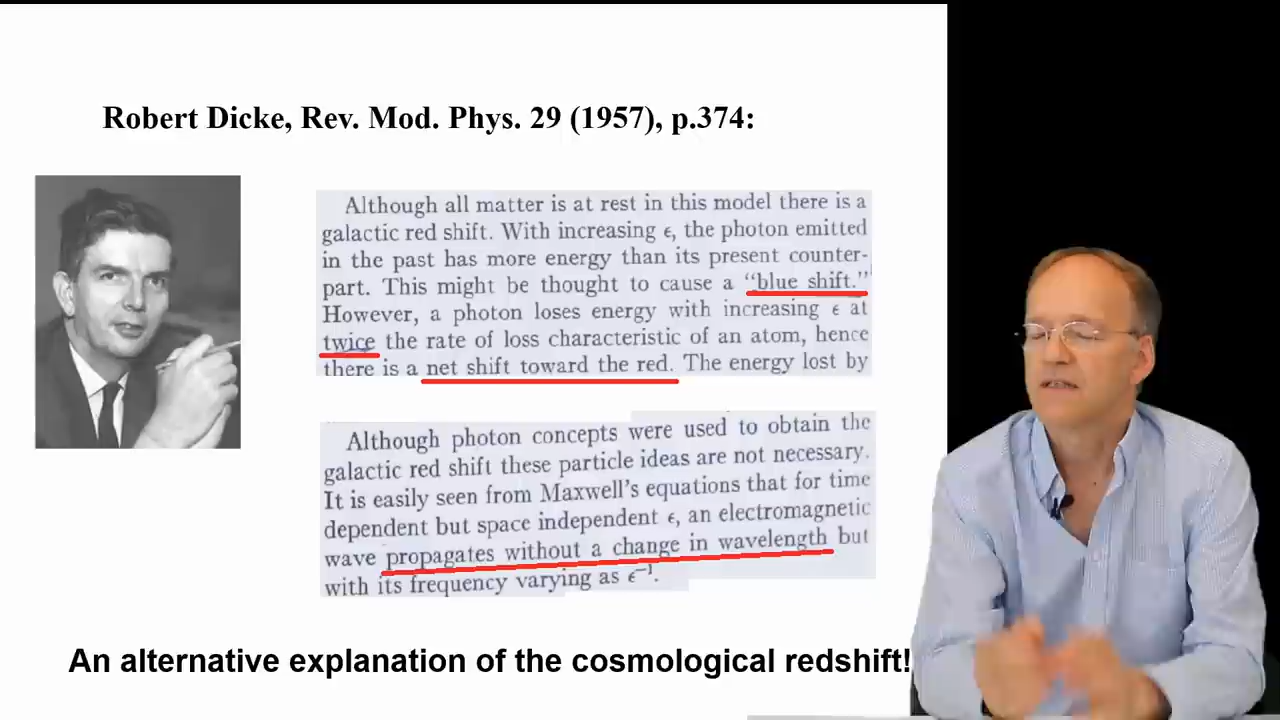 Robert Dicke, Rev. Mod. Phys. 29 (1957), p.374:
Although all matter is at rest in this model there is a
galactic red shift. With increasing ϵ, the photon emitted
in the past has more energy than its present counter-
part. This might be thought to cause a “blue shift.”
However, a photon loses energy with increasing ϵ at
twice the rate of loss characteristic of an atom, hence
there is a net shift toward the red. The energy lost by
Although photon concepts were used to obtain the
galactic red shift these particle ideas are not necessary.
It is easily seen from Maxwell’s equations that for time
dependent but space independent ϵ, an electromagnetic
wave propagates without a change in wavelength but
with its frequency varying as ϵ⁻¹.
An alternative explanation of the cosmological redshift!